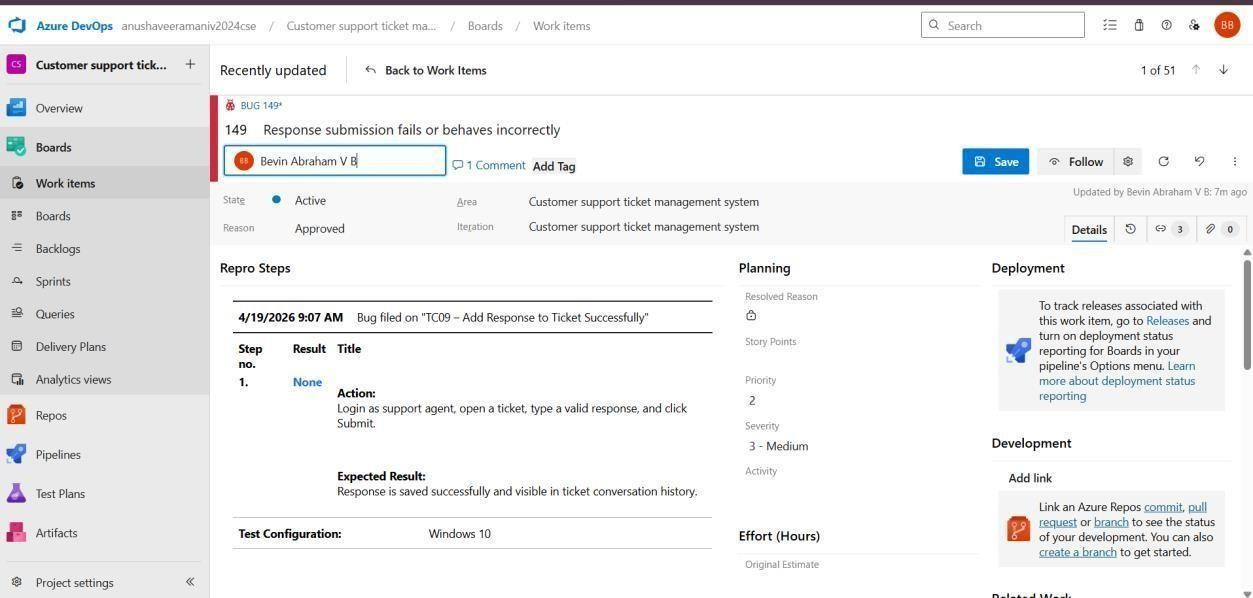 Azure DevOps anushaveeramaniv2024cse / Customer support ticket ma... / Boards / Work items
Search
BB
CS Customer support tick... +
Overview
Boards
Work items
Boards
Backlogs
Sprints
Queries
Delivery Plans
Analytics views
Repos
Pipelines
Test Plans
Artifacts
Project settings
Recently updated
Back to Work Items
1 of 51
BUG 149*
149 Response submission fails or behaves incorrectly
BB Bevin Abraham V B
1 Comment
Add Tag
Save
Follow
Updated by Bevin Abraham V B: 7m ago
State Active
Area Customer support ticket management system
Reason Approved
Iteration Customer support ticket management system
Details
3
0
Repro Steps
4/19/2026 9:07 AM Bug filed on "TC09 – Add Response to Ticket Successfully"
Step no. Result Title
1. None
Action:
Login as support agent, open a ticket, type a valid response, and click
Submit.
Expected Result:
Response is saved successfully and visible in ticket conversation history.
Test Configuration: Windows 10
Planning
Resolved Reason
Story Points
Priority
2
Severity
3 - Medium
Activity
Effort (Hours)
Original Estimate
Deployment
To track releases associated with
this work item, go to Releases and
turn on deployment status
reporting for Boards in your
pipeline's Options menu. Learn
more about deployment status
reporting
Development
Add link
Link an Azure Repos commit, pull
request or branch to see the status
of your development. You can also
create a branch to get started.
Related Work